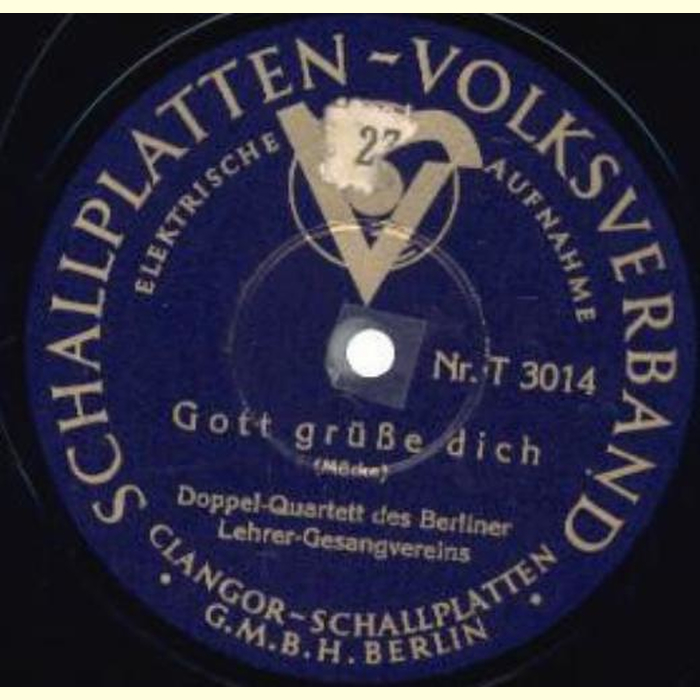 SCHALLPLATTEN-VOLKSVERBAND
ELEKTRISCHE AUFNAHME
Nr. T 3014
Gott grüße dich
(Mücke)
Doppel-Quartett des Berliner
Lehrer-Gesangvereins
CLANGOR-SCHALLPLATTEN
G.M.B.H. BERLIN